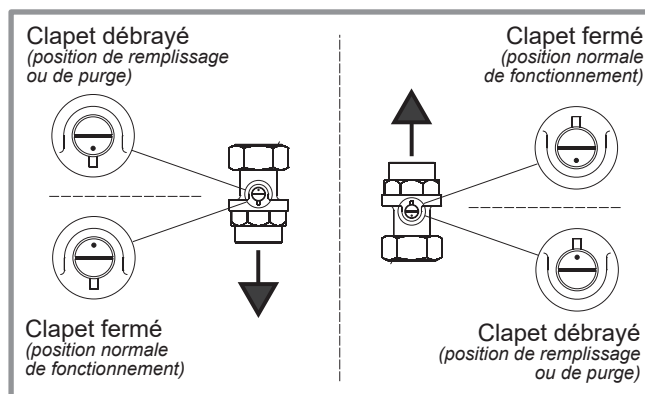 Clapet débrayé
(position de remplissage
ou de purge)
Clapet fermé
(position normale
de fonctionnement)
Clapet fermé
(position normale
de fonctionnement)
Clapet débrayé
(position de remplissage
ou de purge)